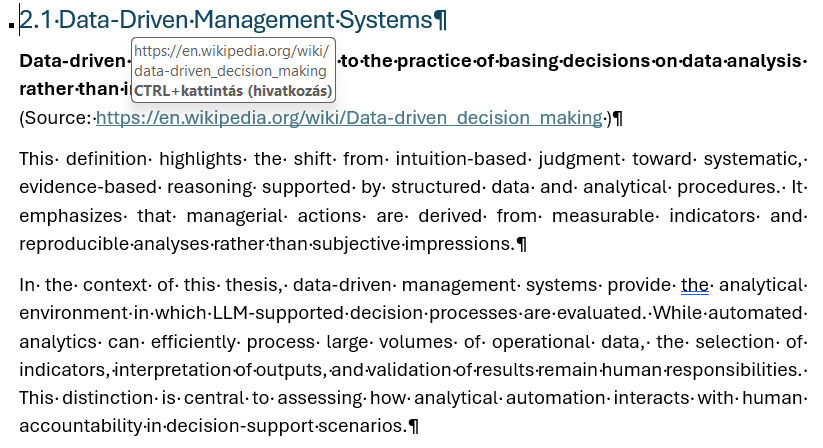 2.1 Data-Driven Management Systems¶
Data-driven to the practice of basing decisions on data analysis
https://en.wikipedia.org/wiki/
data-driven_decision_making
CTRL+kattintás (hivatkozás)
rather than
(Source: https://en.wikipedia.org/wiki/Data-driven_decision_making )¶
This definition highlights the shift from intuition-based judgment toward systematic,
evidence-based reasoning supported by structured data and analytical procedures. It
emphasizes that managerial actions are derived from measurable indicators and
reproducible analyses rather than subjective impressions.¶
In the context of this thesis, data-driven management systems provide the analytical
environment in which LLM-supported decision processes are evaluated. While automated
analytics can efficiently process large volumes of operational data, the selection of
indicators, interpretation of outputs, and validation of results remain human responsibilities.
This distinction is central to assessing how analytical automation interacts with human
accountability in decision-support scenarios.¶